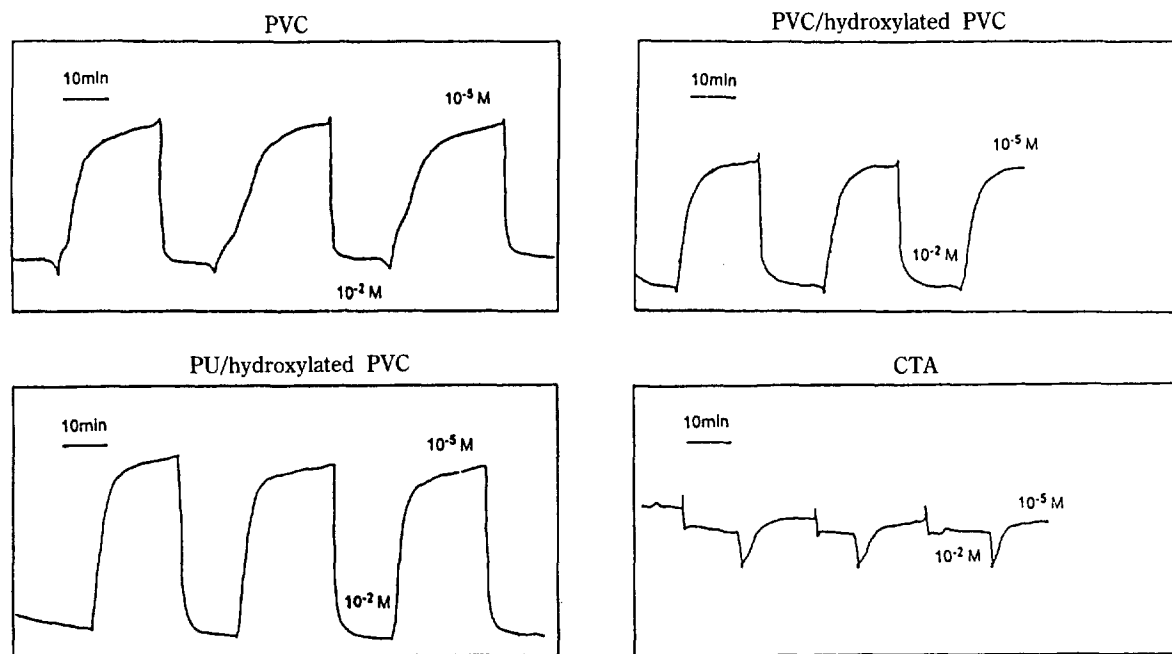 PVC
10min
10⁻⁵ M
10⁻² M
PVC/hydroxylated PVC
10min
10⁻⁵ M
10⁻² M
PU/hydroxylated PVC
10min
10⁻⁵ M
10⁻² M
CTA
10min
10⁻⁵ M
10⁻² M